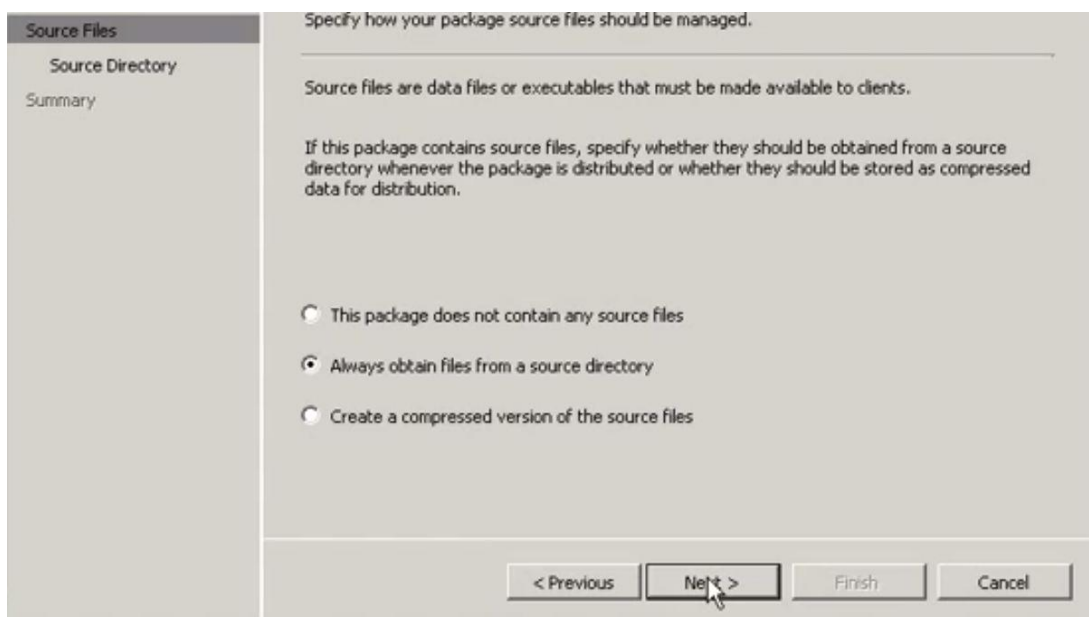 Source Files
Source Directory
Summary
Specify how your package source files should be managed.
Source files are data files or executables that must be made available to clients.
If this package contains source files, specify whether they should be obtained from a source
directory whenever the package is distributed or whether they should be stored as compressed
data for distribution.
This package does not contain any source files
Always obtain files from a source directory
Create a compressed version of the source files
< Previous
Next >
Finish
Cancel